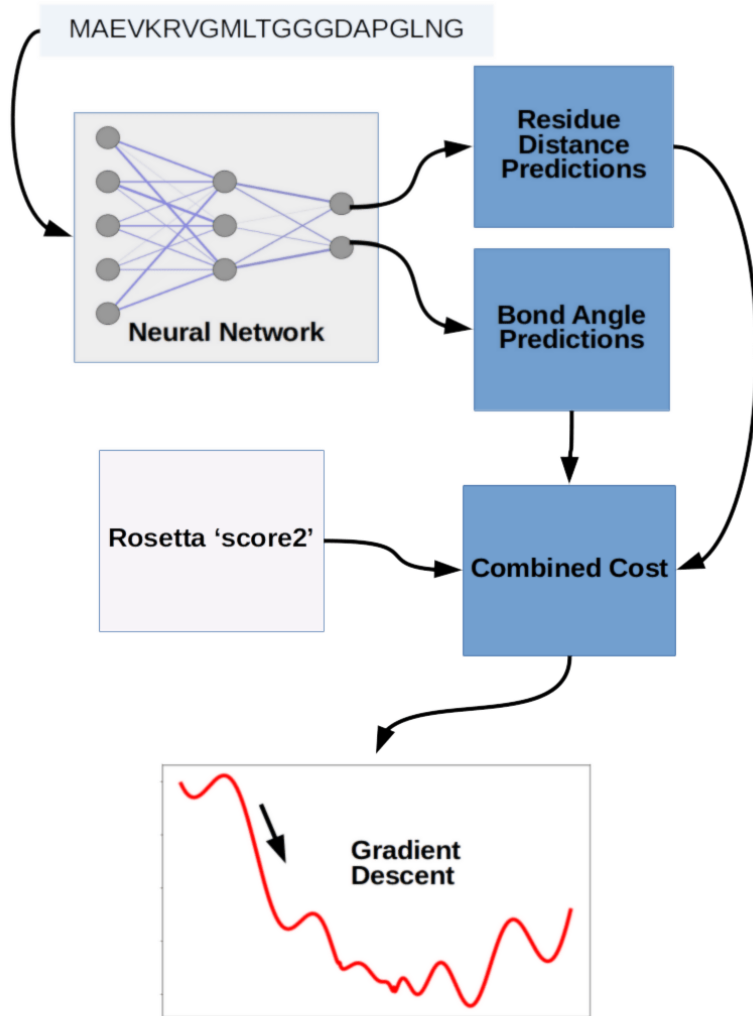 MAEVKRVGMLTGGGDAPGLNG
Residue
Distance
Predictions
Neural Network
Bond Angle
Predictions
Rosetta ‘score2’
Combined Cost
Gradient
Descent